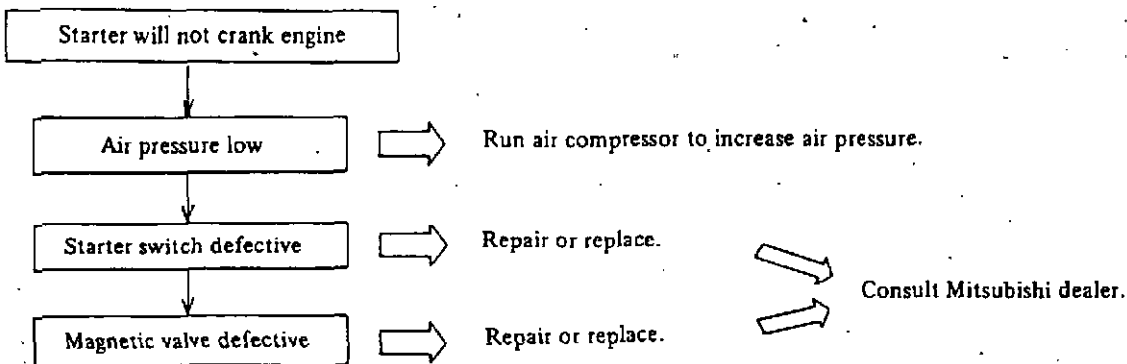 Starter will not crank engine
Air pressure low
Run air compressor to increase air pressure.
Starter switch defective
Repair or replace.
Consult Mitsubishi dealer.
Magnetic valve defective
Repair or replace.